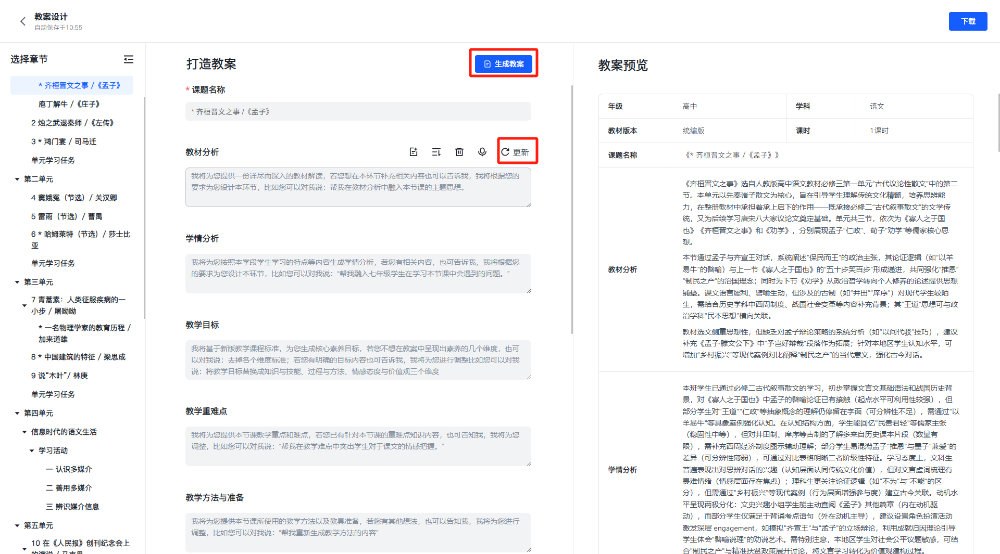 教案设计
自动保存于10:55
下载
选择章节
* 齐桓晋文之事 /《孟子》
庖丁解牛 /《庄子》
2 烛之武退秦师 /《左传》
3 * 鸿门宴 / 司马迁
单元学习任务
第二单元
4 窦娥冤（节选）/ 关汉卿
5 雷雨（节选）/ 曹禺
6 * 哈姆莱特（节选）/ 莎士比
亚
单元学习任务
第三单元
7 青蒿素：人类征服疾病的一
小步 / 屠呦呦
* 一名物理学家的教育历程 /
加来道雄
8 * 中国建筑的特征 / 梁思成
9 说“木叶”/ 林庚
单元学习任务
第四单元
信息时代的语文生活
学习活动
一 认识多媒介
二 善用多媒介
三 辨识媒介信息
第五单元
10 在《人民报》创刊纪念会上
的演说 / 马克思
打造教案
生成教案
* 课题名称
* 齐桓晋文之事 /《孟子》
教材分析
更新
我将为您提供一份详尽而深入的教材解读，若您想在本环节补充相关内容也可以告诉我，我将根据您的
要求为您设计本环节，比如您可以对我说：帮我在教材分析中融入本节课的主题思想。
学情分析
我将为您按照本学段学生学习的特点等内容生成学情分析，若您有相关内容，也可告诉我，我将根据您
的要求为您设计本环节，比如您可以对我说：“帮我融入七年级学生在学习本节课中会遇到的问题。”
教学目标
我将基于新版教学课程标准，为您生成核心素养目标，若您不想在教案中呈现出素养的几个维度，也可
以对我说：去掉各个维度标准；若您有明确的目标内容也可告诉我，我将为您进行调整比如您可以对我
说：将教学目标替换成知识与技能、过程与方法、情感态度与价值观三个维度
教学重难点
我将为您提供本节课教学重点和难点，若您已有针对本节课的重难点知识内容，也可告知我，我将为您
调整，比如您可以对我说：“帮我在教学难点中突出学生对于课文的情感把握。”
教学方法与准备
我将为您提供本节课所使用的教学方法以及教具准备，若您有其他想法，也可以告知我，我将为您进行
调整，比如您可以对我说：“帮我重新生成教学方法的内容”
教案预览
年级 高中 学科 语文
教材版本 统编版 课时 1课时
课题名称 《* 齐桓晋文之事 /《孟子》》
教材分析
《齐桓晋文之事》选自人教版高中语文教材必修三第一单元“古代议论性散文”中的第二
节。本单元以先秦诸子散文为核心，旨在引导学生理解传统文化精髓，培养思辨能
力，在整册教材中承担着承上启下的作用——既承接必修二“古代叙事散文”的文学传
统，又为后续学习唐宋八大家议论文奠定基础。单元共三节，依次为《寡人之于国
也》《齐桓晋文之事》和《劝学》，分别展现孟子“仁政”、荀子“劝学”等儒家核心思
想。
本节通过孟子与齐宣王对话，系统阐述“保民而王”的政治主张，其论证逻辑（如“以羊
易牛”的譬喻）与上一节《寡人之于国也》的“五十步笑百步”形成递进，共同强化“推恩”
“制民之产”的治国理念；同时为下节《劝学》从政治哲学转向个人修养的论述提供思想
铺垫。课文语言犀利、譬喻生动，但涉及的古制（如“井田”“庠序”）对现代学生较陌
生，需结合历史学科中西周制度、战国社会变革等内容补充背景；其“王道”思想可与政
治学科“民本思想”横向关联。
教材选文侧重思想性，但缺乏对孟子辩论策略的系统分析（如“以问代驳”技巧），建议
补充《孟子·滕文公下》中“予岂好辩哉”段落作为拓展；针对本地区学生认知水平，可
增加“乡村振兴”等现代案例对比阐释“制民之产”的当代意义，强化古今对话。
学情分析
本班学生已通过必修二古代叙事散文的学习，初步掌握文言文基础语法和战国历史背
景，对《寡人之于国也》中孟子的譬喻论证已有接触（起点水平可利用性较强），但
部分学生对"王道""仁政"等抽象概念的理解仍停留在字面（可分辨性不足），需通过"以
羊易牛"等具象案例强化认知。在认知结构方面，学生能回忆"民贵君轻"等儒家主张
（稳固性中等），但对井田制、庠序等古制的了解多来自历史课本片段（数量有
限），需补充西周经济制度图示辅助理解；部分学生易混淆孟子"推恩"与墨子"兼爱"的
差异（可分辨性薄弱），可通过对比表格明晰二者阶级性特征。学习态度上，文科生
普遍表现出对思辨对话的兴趣（认知层面认同传统文化价值），但对文言虚词梳理有
畏难情绪（情感层面存在焦虑）；理科生更关注论证逻辑（如"不为"与"不能"的区
分），但需通过"乡村振兴"等现代案例（行为层面增强参与度）建立古今关联。动机水
平呈现两极分化：文史兴趣小组学生能主动查阅《孟子》其他篇章（内在动机驱
动），而部分学生仅满足于背诵考点语句（外在动机主导），建议设置角色扮演活动
激发深层 engagement，如模拟"齐宣王"与"孟子"的立场辩论，利用成就归因理论引导
学生体会"譬喻说理"的劝说艺术。需特别注意，本地区学生对社会公平议题敏感，可结
合"制民之产"与精准扶贫政策展开讨论，将文言学习转化为价值观建构过程。